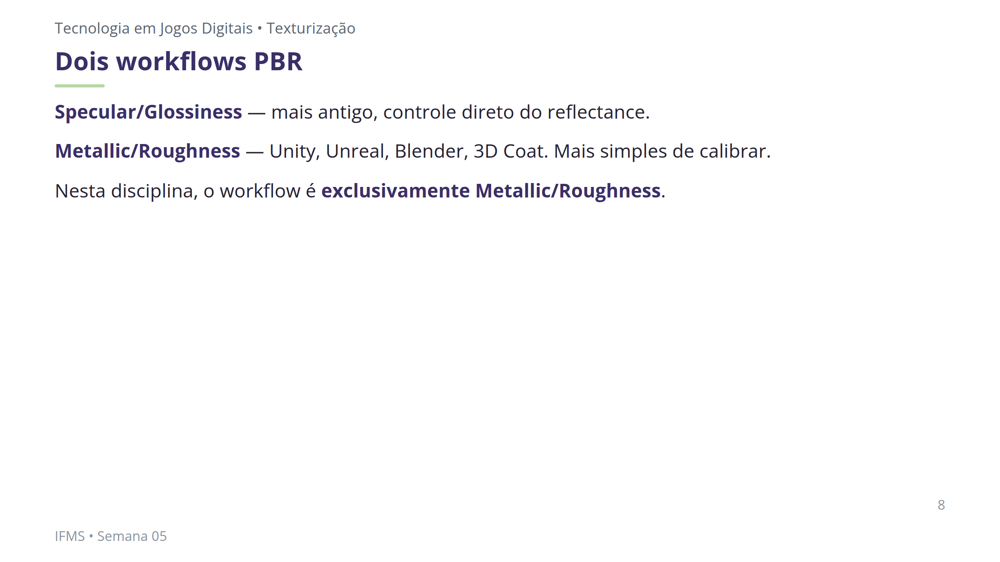 Tecnologia em Jogos Digitais • Texturização
Dois workflows PBR
Specular/Glossiness — mais antigo, controle direto do reflectance.
Metallic/Roughness — Unity, Unreal, Blender, 3D Coat. Mais simples de calibrar.
Nesta disciplina, o workflow é exclusivamente Metallic/Roughness.
8
IFMS • Semana 05